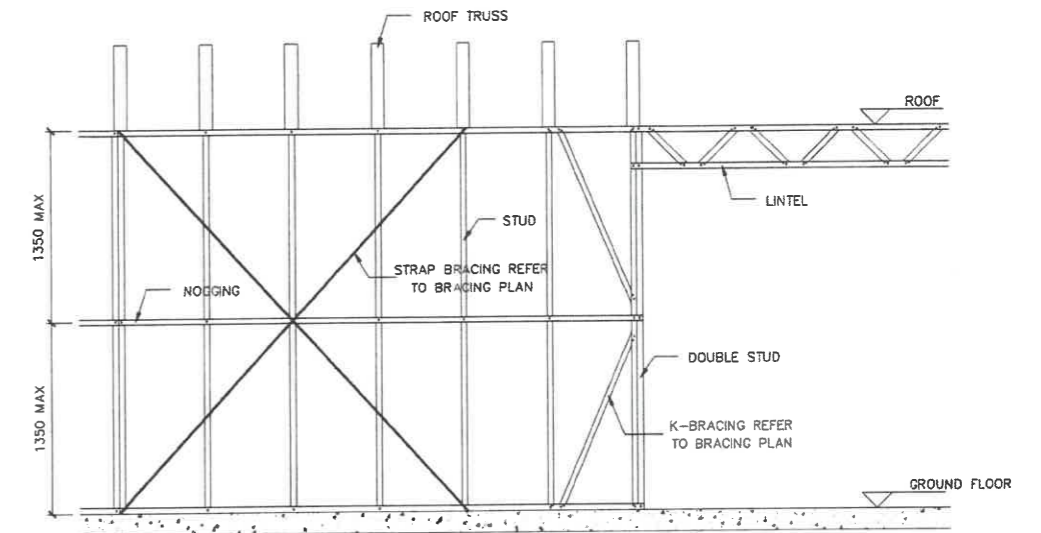 ROOF TRUSS
ROOF
1350 MAX
LINTEL
STUD
STRAP BRACING REFER
TO BRACING PLAN
NOGGING
1350 MAX
DOUBLE STUD
K-BRACING REFER
TO BRACING PLAN
GROUND FLOOR